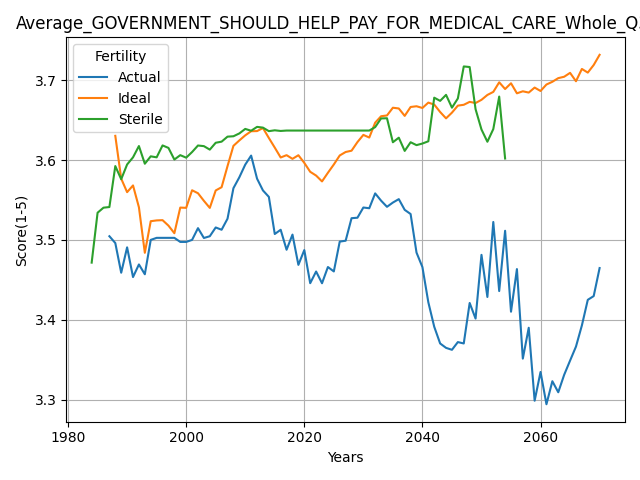 Average_GOVERNMENT_SHOULD_HELP_PAY_FOR_MEDICAL_CARE_Whole_Q
Fertility
Actual
Ideal
Sterile
Score(1-5)
3.7
3.6
3.5
3.4
3.3
1980 2000 2020 2040 2060
Years